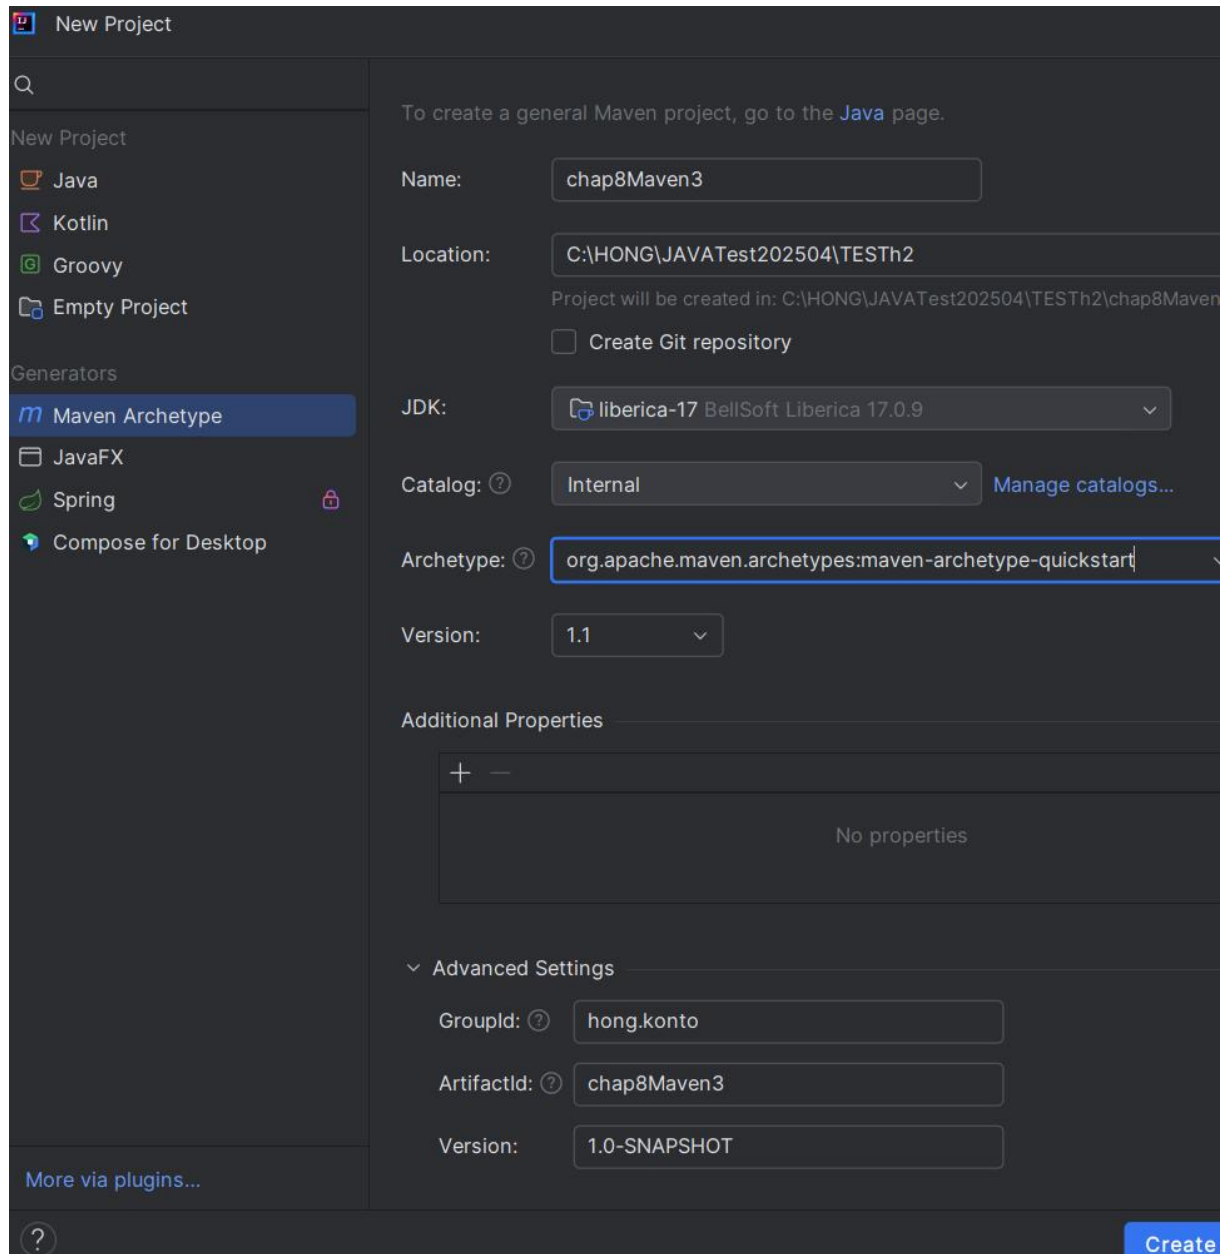 New Project
New Project
Java
Kotlin
Groovy
Empty Project
Generators
Maven Archetype
JavaFX
Spring
Compose for Desktop
More via plugins...
To create a general Maven project, go to the Java page.
Name: chap8Maven3
Location: C:\HONG\JAVATest202504\TESTh2
Project will be created in: C:\HONG\JAVATest202504\TESTh2\chap8Maven
Create Git repository
JDK: liberica-17 BellSoft Liberica 17.0.9
Catalog: ? Internal Manage catalogs...
Archetype: ? org.apache.maven.archetypes:maven-archetype-quickstart
Version: 1.1
Additional Properties
No properties
Advanced Settings
GroupId: ? hong.konto
ArtifactId: ? chap8Maven3
Version: 1.0-SNAPSHOT
? Create